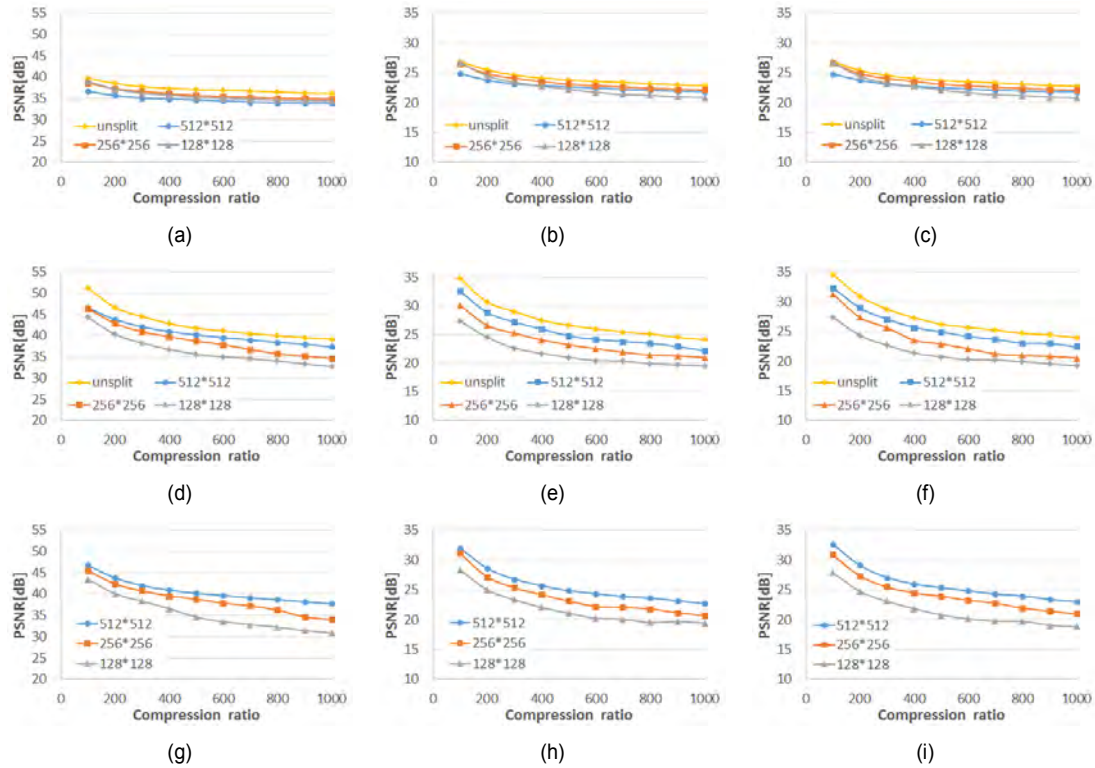 PSNR[dB]
55
50
45
40
35
30
25
20
unsplit 512*512
256*256 128*128
0 200 400 600 800 1000
Compression ratio
(a)
PSNR[dB]
35
30
25
20
15
10
unsplit 512*512
256*256 128*128
0 200 400 600 800 1000
Compression ratio
(b)
PSNR[dB]
35
30
25
20
15
10
unsplit 512*512
256*256 128*128
0 200 400 600 800 1000
Compression ratio
(c)
PSNR[dB]
55
50
45
40
35
30
25
20
unsplit 512*512
256*256 128*128
0 200 400 600 800 1000
Compression ratio
(d)
PSNR[dB]
35
30
25
20
15
10
unsplit 512*512
256*256 128*128
0 200 400 600 800 1000
Compression ratio
(e)
PSNR[dB]
35
30
25
20
15
10
unsplit 512*512
256*256 128*128
0 200 400 600 800 1000
Compression ratio
(f)
PSNR[dB]
55
50
45
40
35
30
25
20
512*512
256*256
128*128
0 200 400 600 800 1000
Compression ratio
(g)
PSNR[dB]
35
30
25
20
15
10
512*512
256*256
128*128
0 200 400 600 800 1000
Compression ratio
(h)
PSNR[dB]
35
30
25
20
15
10
512*512
256*256
128*128
0 200 400 600 800 1000
Compression ratio
(i)